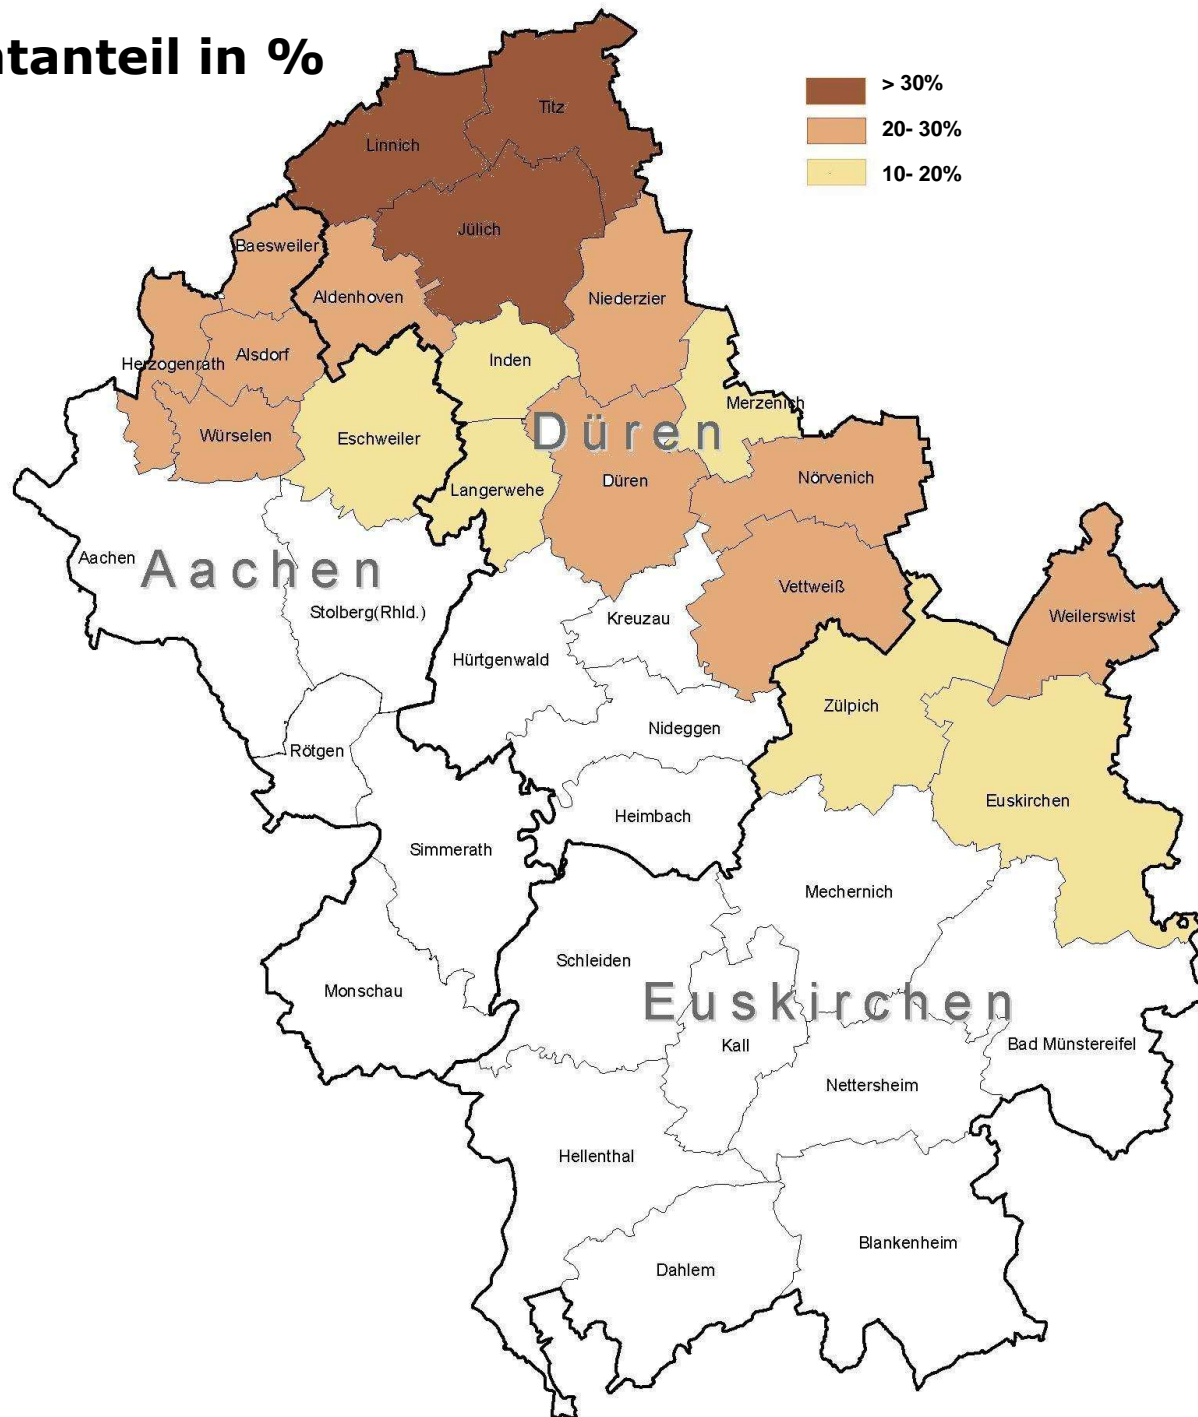 tanteil in %
> 30%
20- 30%
10- 20%
Titz
Linnich
Jülich
Baesweiler
Aldenhoven
Niederzier
Herzogenrath
Alsdorf
Inden
Merzenich
Würselen
Eschweiler
Düren
Langerwehe
Düren
Nörvenich
Aachen
Aachen
Stolberg(Rhld.)
Kreuzau
Vettweiß
Weilerswist
Hürtgenwald
Nideggen
Zülpich
Rötgen
Heimbach
Euskirchen
Simmerath
Mechernich
Schleiden
Monschau
Euskirchen
Kall
Bad Münstereifel
Nettersheim
Hellenthal
Blankenheim
Dahlem